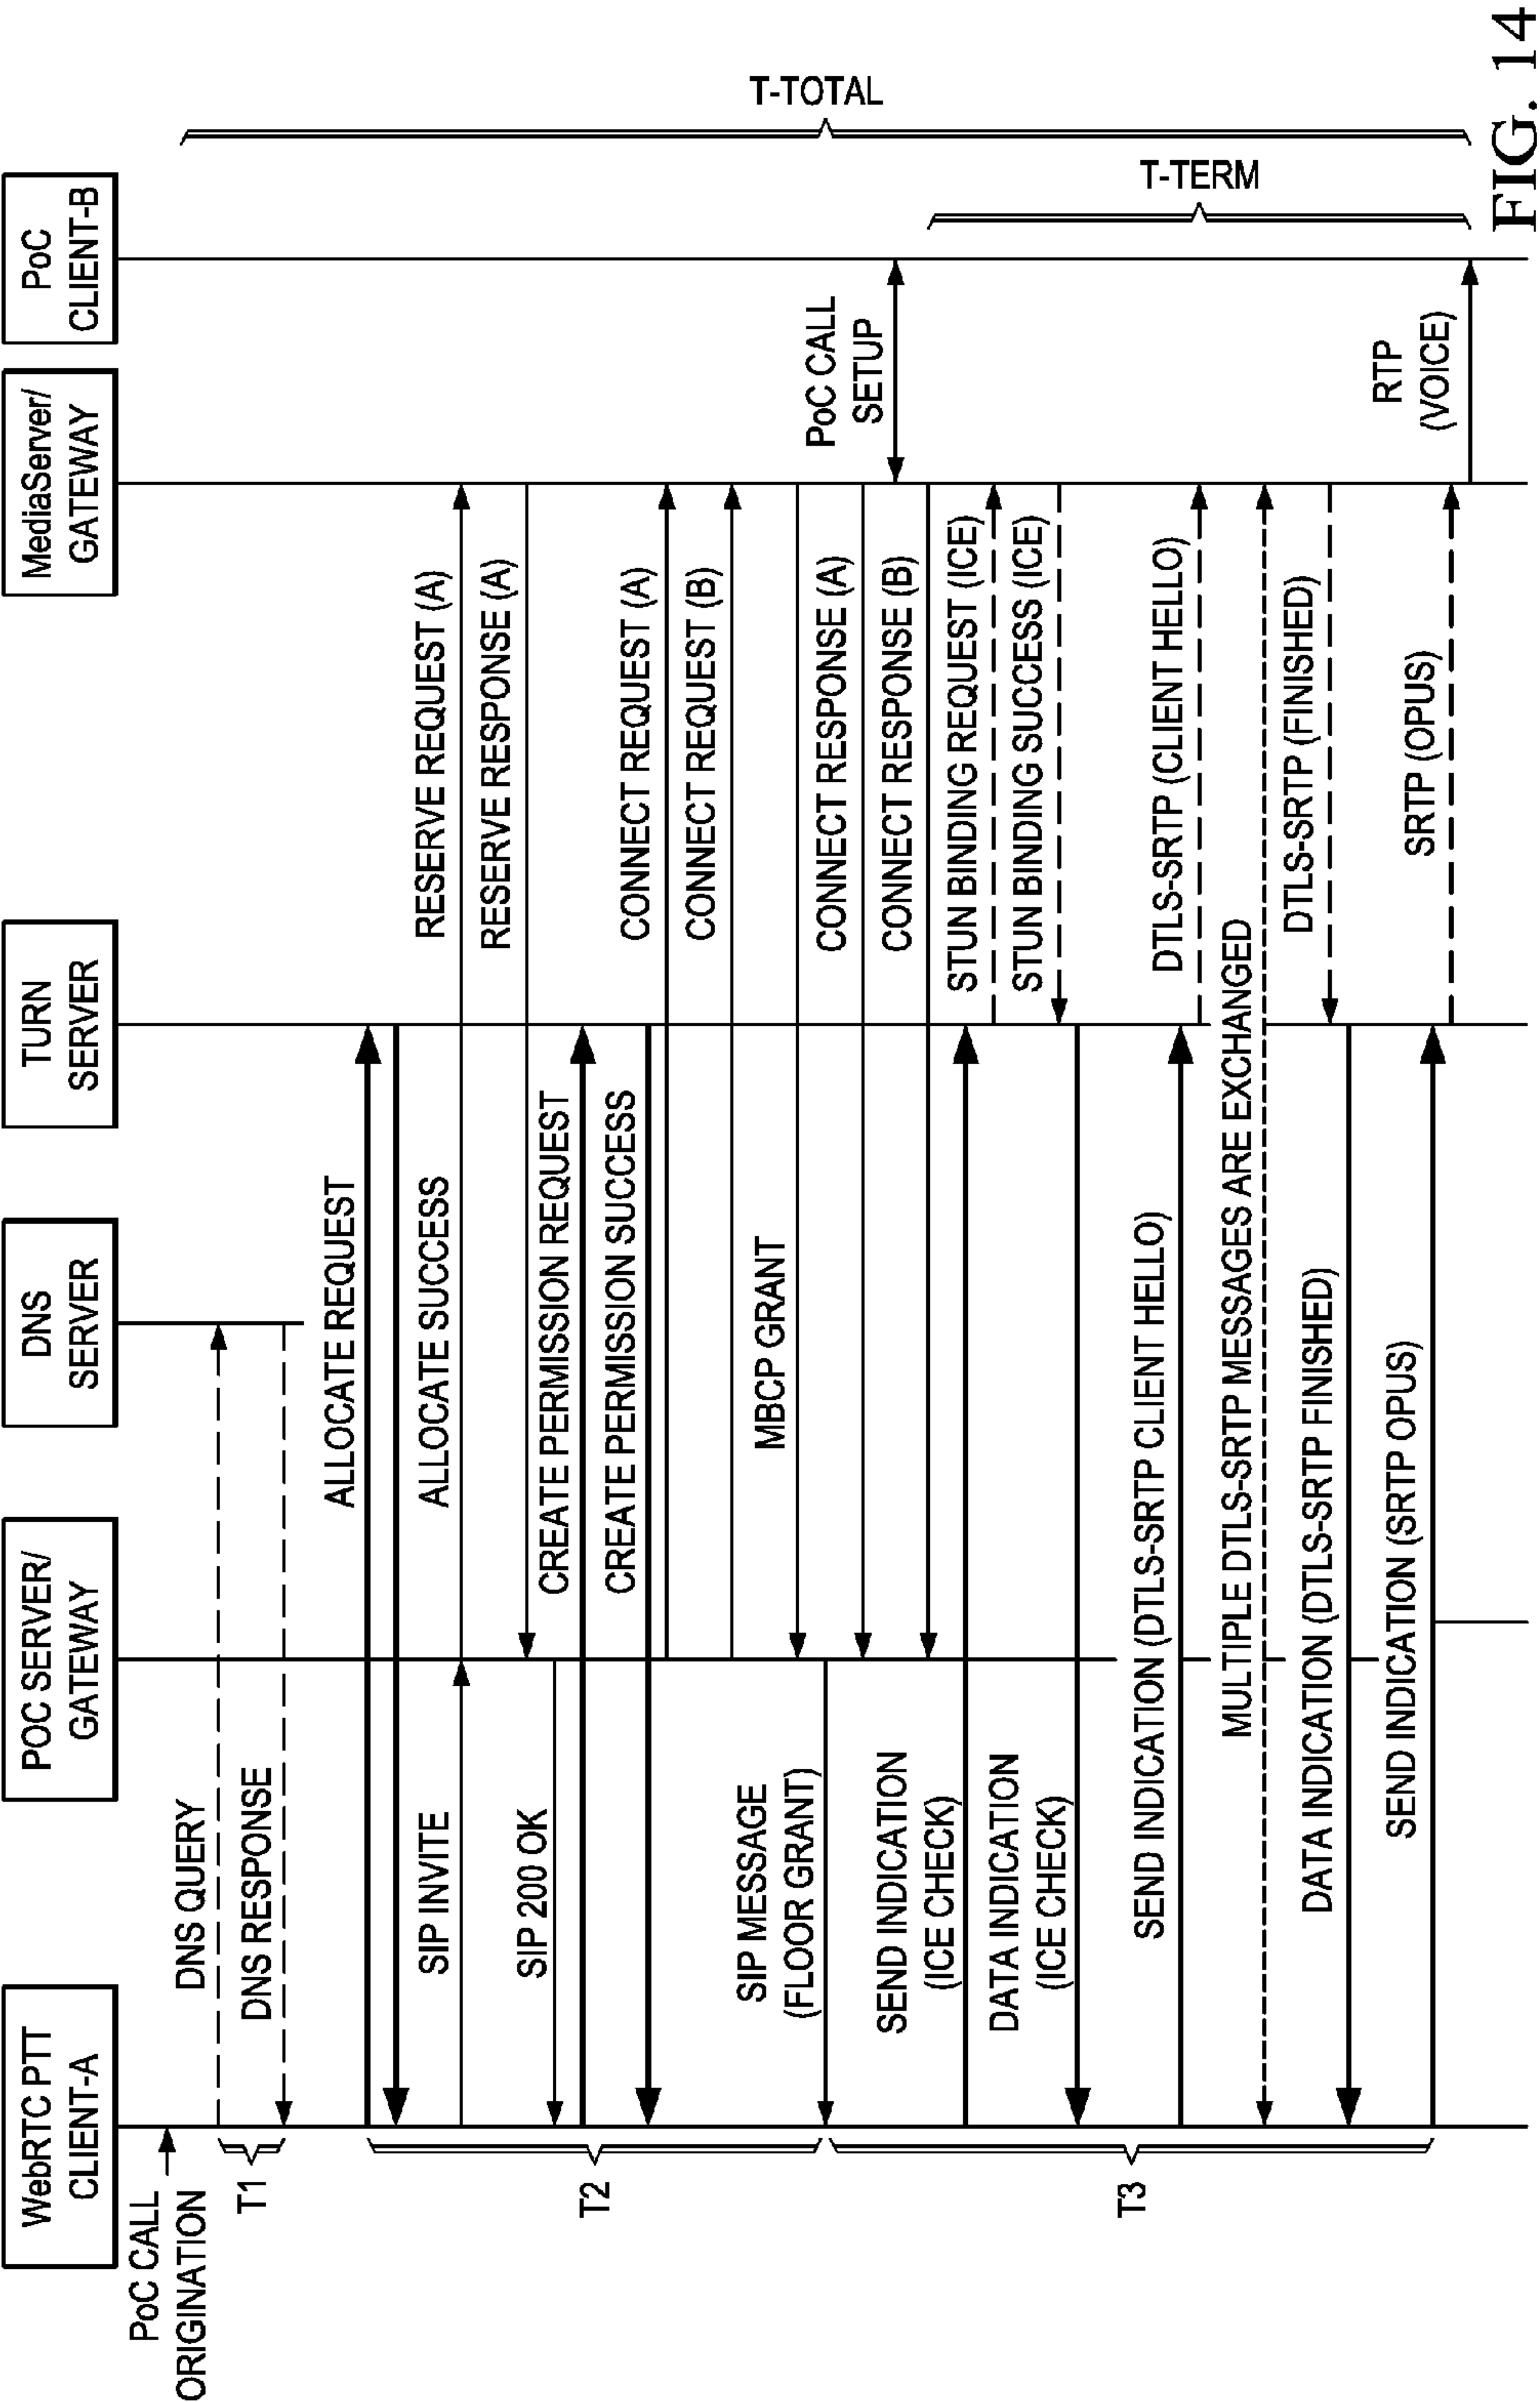 WebRTC PTT
CLIENT-A
POC SERVER/
GATEWAY
DNS
SERVER
TURN
SERVER
MediaServer/
GATEWAY
PoC
CLIENT-B
PoC CALL
ORIGINATION
DNS QUERY
T1
DNS RESPONSE
ALLOCATE REQUEST
ALLOCATE SUCCESS
SIP INVITE
RESERVE REQUEST (A)
RESERVE RESPONSE (A)
SIP 200 OK
CREATE PERMISSION REQUEST
T2
CREATE PERMISSION SUCCESS
CONNECT REQUEST (A)
CONNECT REQUEST (B)
MBCP GRANT
SIP MESSAGE
(FLOOR GRANT)
CONNECT RESPONSE (A)
PoC CALL
SETUP
CONNECT RESPONSE (B)
T-TOTAL
SEND INDICATION
(ICE CHECK)
STUN BINDING REQUEST (ICE)
STUN BINDING SUCCESS (ICE)
DATA INDICATION
(ICE CHECK)
T3
SEND INDICATION (DTLS-SRTP CLIENT HELLO)
DTLS-SRTP (CLIENT HELLO)
T-TERM
MULTIPLE DTLS-SRTP MESSAGES ARE EXCHANGED
DTLS-SRTP (FINISHED)
DATA INDICATION (DTLS-SRTP FINISHED)
SEND INDICATION (SRTP OPUS)
SRTP (OPUS)
RTP
(VOICE)
FIG. 14